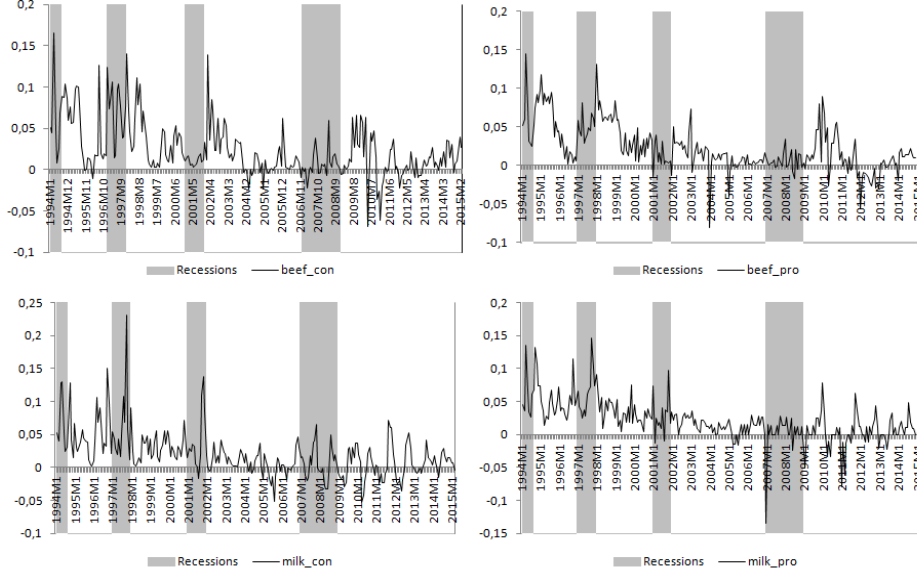 0,2
0,15
0,1
0,05
0
-0,05
-0,1
1994M1
1994M12
1995M11
1996M10
1997M9
1998M8
1999M7
2000M6
2001M5
2002M4
2003M3
2004M2
2005M1
2005M12
2006M11
2007M10
2008M9
2009M8
2010M7
2011M6
2012M5
2013M4
2014M3
2015M2
Recessions beef_con
0,2
0,15
0,1
0,05
0
-0,05
-0,1
1994M1
1995M1
1996M1
1997M1
1998M1
1999M1
2000M1
2001M1
2002M1
2003M1
2004M1
2005M1
2006M1
2007M1
2008M1
2009M1
2010M1
2011M1
2012M1
2013M1
2014M1
Recessions beef_pro
0,25
0,2
0,15
0,1
0,05
0
-0,05
-0,1
1994M1
1995M1
1996M1
1997M1
1998M1
1999M1
2000M1
2001M1
2002M1
2003M1
2004M1
2005M1
2006M1
2007M1
2008M1
2009M1
2010M1
2011M1
2012M1
2013M1
2014M1
2015M1
Recessions milk_con
0,2
0,15
0,1
0,05
0
-0,05
-0,1
-0,15
1994M1
1995M1
1996M1
1997M1
1998M1
1999M1
2000M1
2001M1
2002M1
2003M1
2004M1
2005M1
2006M1
2007M1
2008M1
2009M1
2010M1
2011M1
2012M1
2013M1
2014M1
Recessions milk_pro